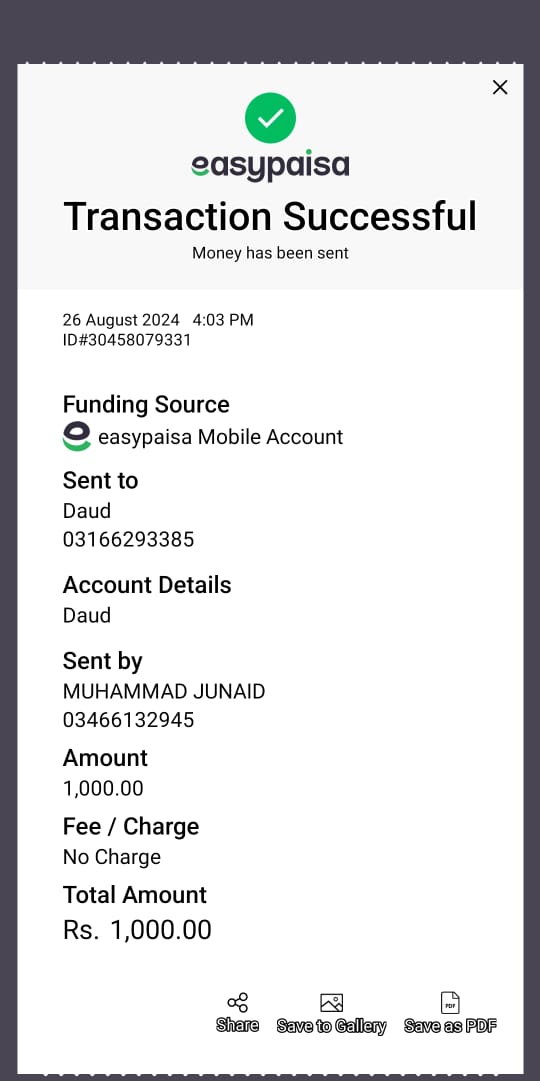 easypaisa
Transaction Successful
Money has been sent
26 August 2024 4:03 PM
ID#30458079331
Funding Source
easypaisa Mobile Account
Sent to
Daud
03166293385
Account Details
Daud
Sent by
MUHAMMAD JUNAID
03466132945
Amount
1,000.00
Fee / Charge
No Charge
Total Amount
Rs. 1,000.00
PDF
Share Save to Gallery Save as PDF